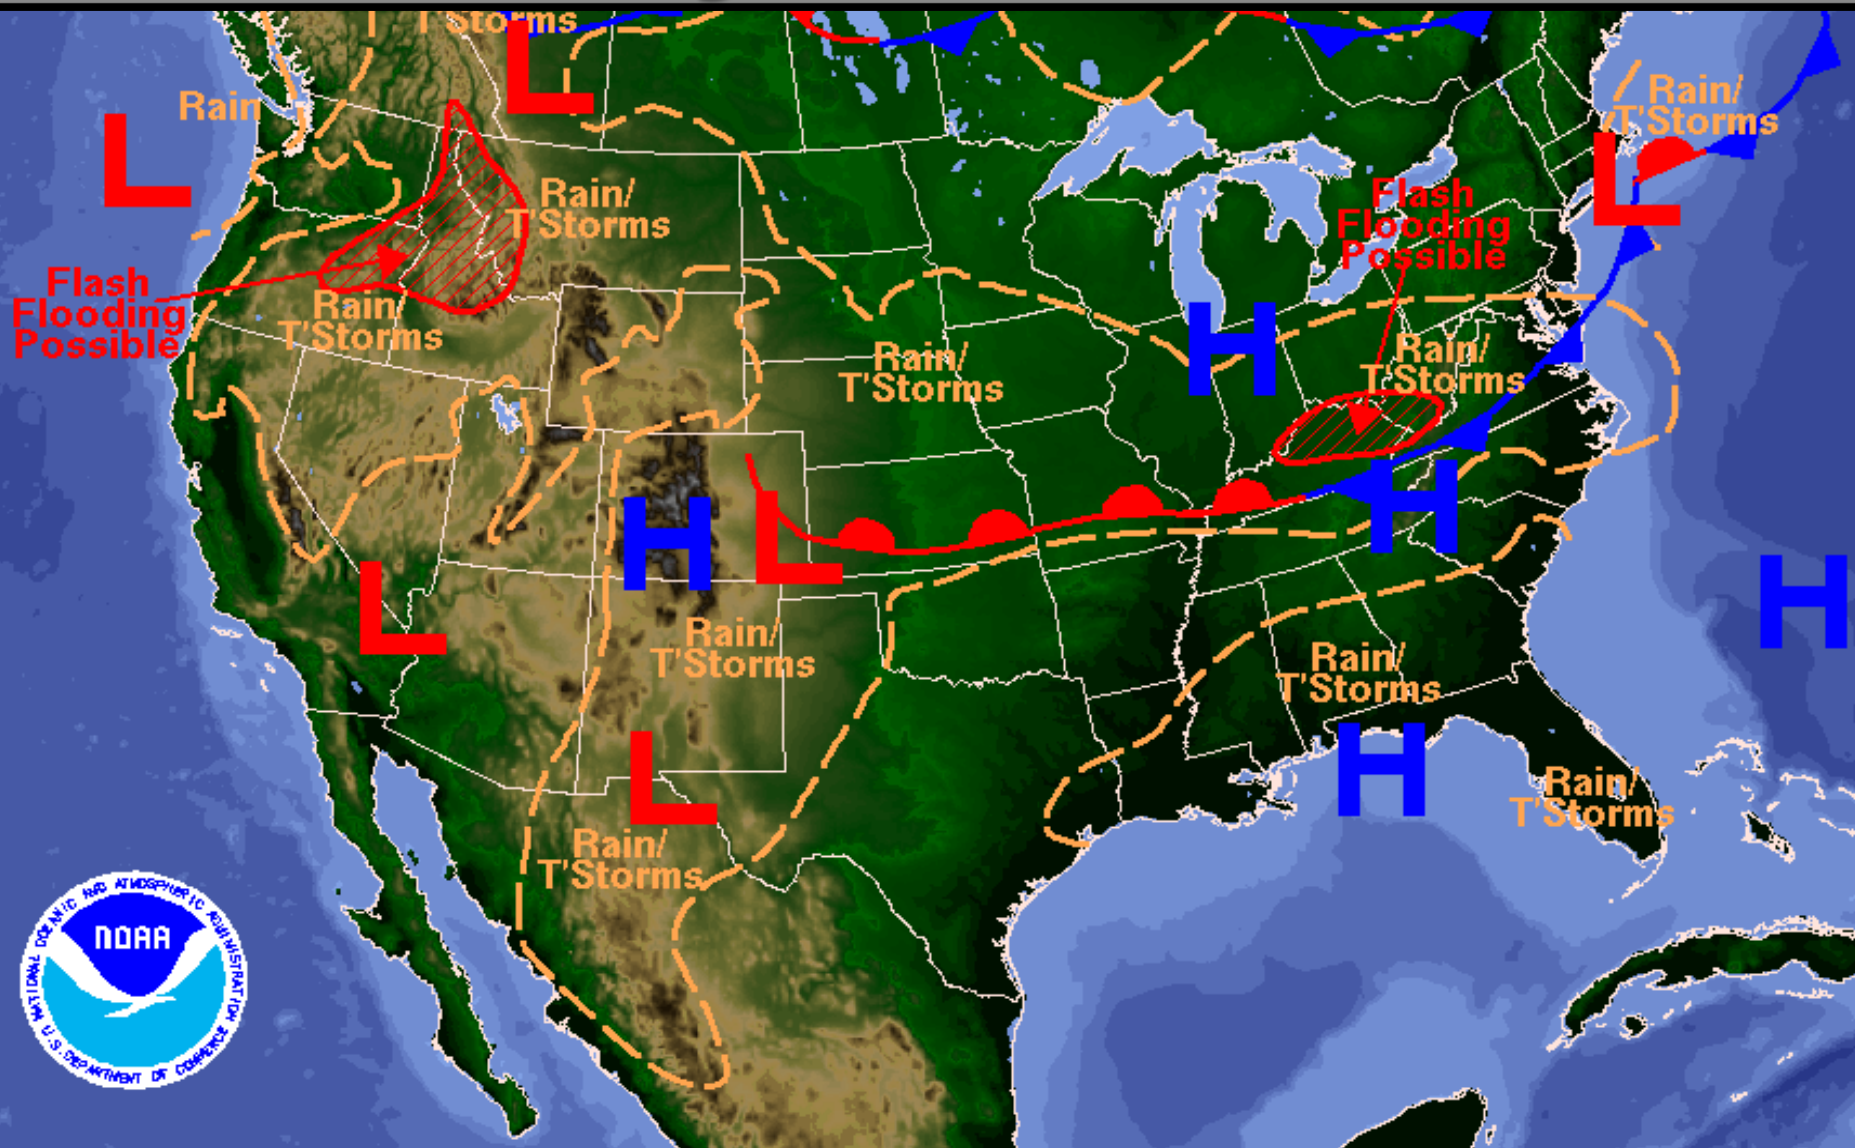 T'Storms
Rain
L
L
Rain/
T'Storms
Rain/
T'Storms
L
Flash
Flooding
Possible
Flash
Flooding
Possible
Rain/
T'Storms
Rain/
T'Storms
H
Rain/
T'Storms
H
L
H
L
H
Rain/
T'Storms
Rain/
T'Storms
L
H
Rain/
T'Storms
Rain/
T'Storms
NATIONAL OCEANIC AND ATMOSPHERIC ADMINISTRATION
NOAA
U.S. DEPARTMENT OF COMMERCE